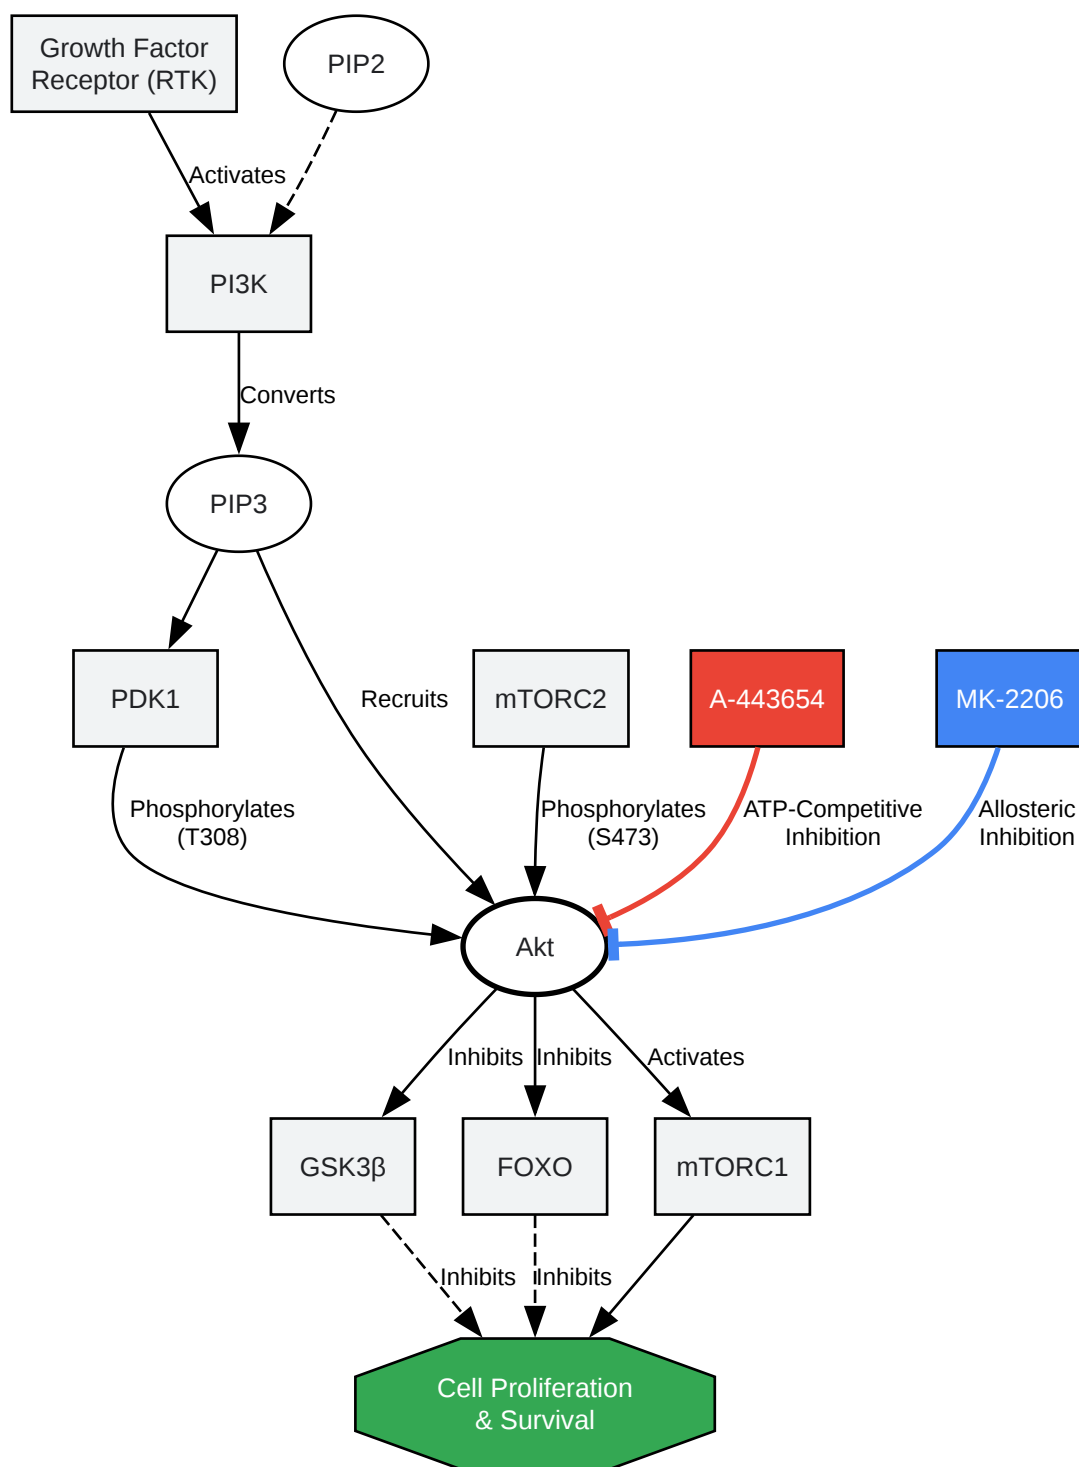 Growth Factor
Receptor (RTK)
PIP2
Activates
PI3K
Converts
PIP3
PDK1
Recruits
mTORC2
A-443654
MK-2206
Phosphorylates
(T308)
Phosphorylates
(S473)
ATP-Competitive
Inhibition
Allosteric
Inhibition
Akt
Inhibits
Inhibits
Activates
GSK3β
FOXO
mTORC1
Inhibits
Inhibits
Cell Proliferation
& Survival